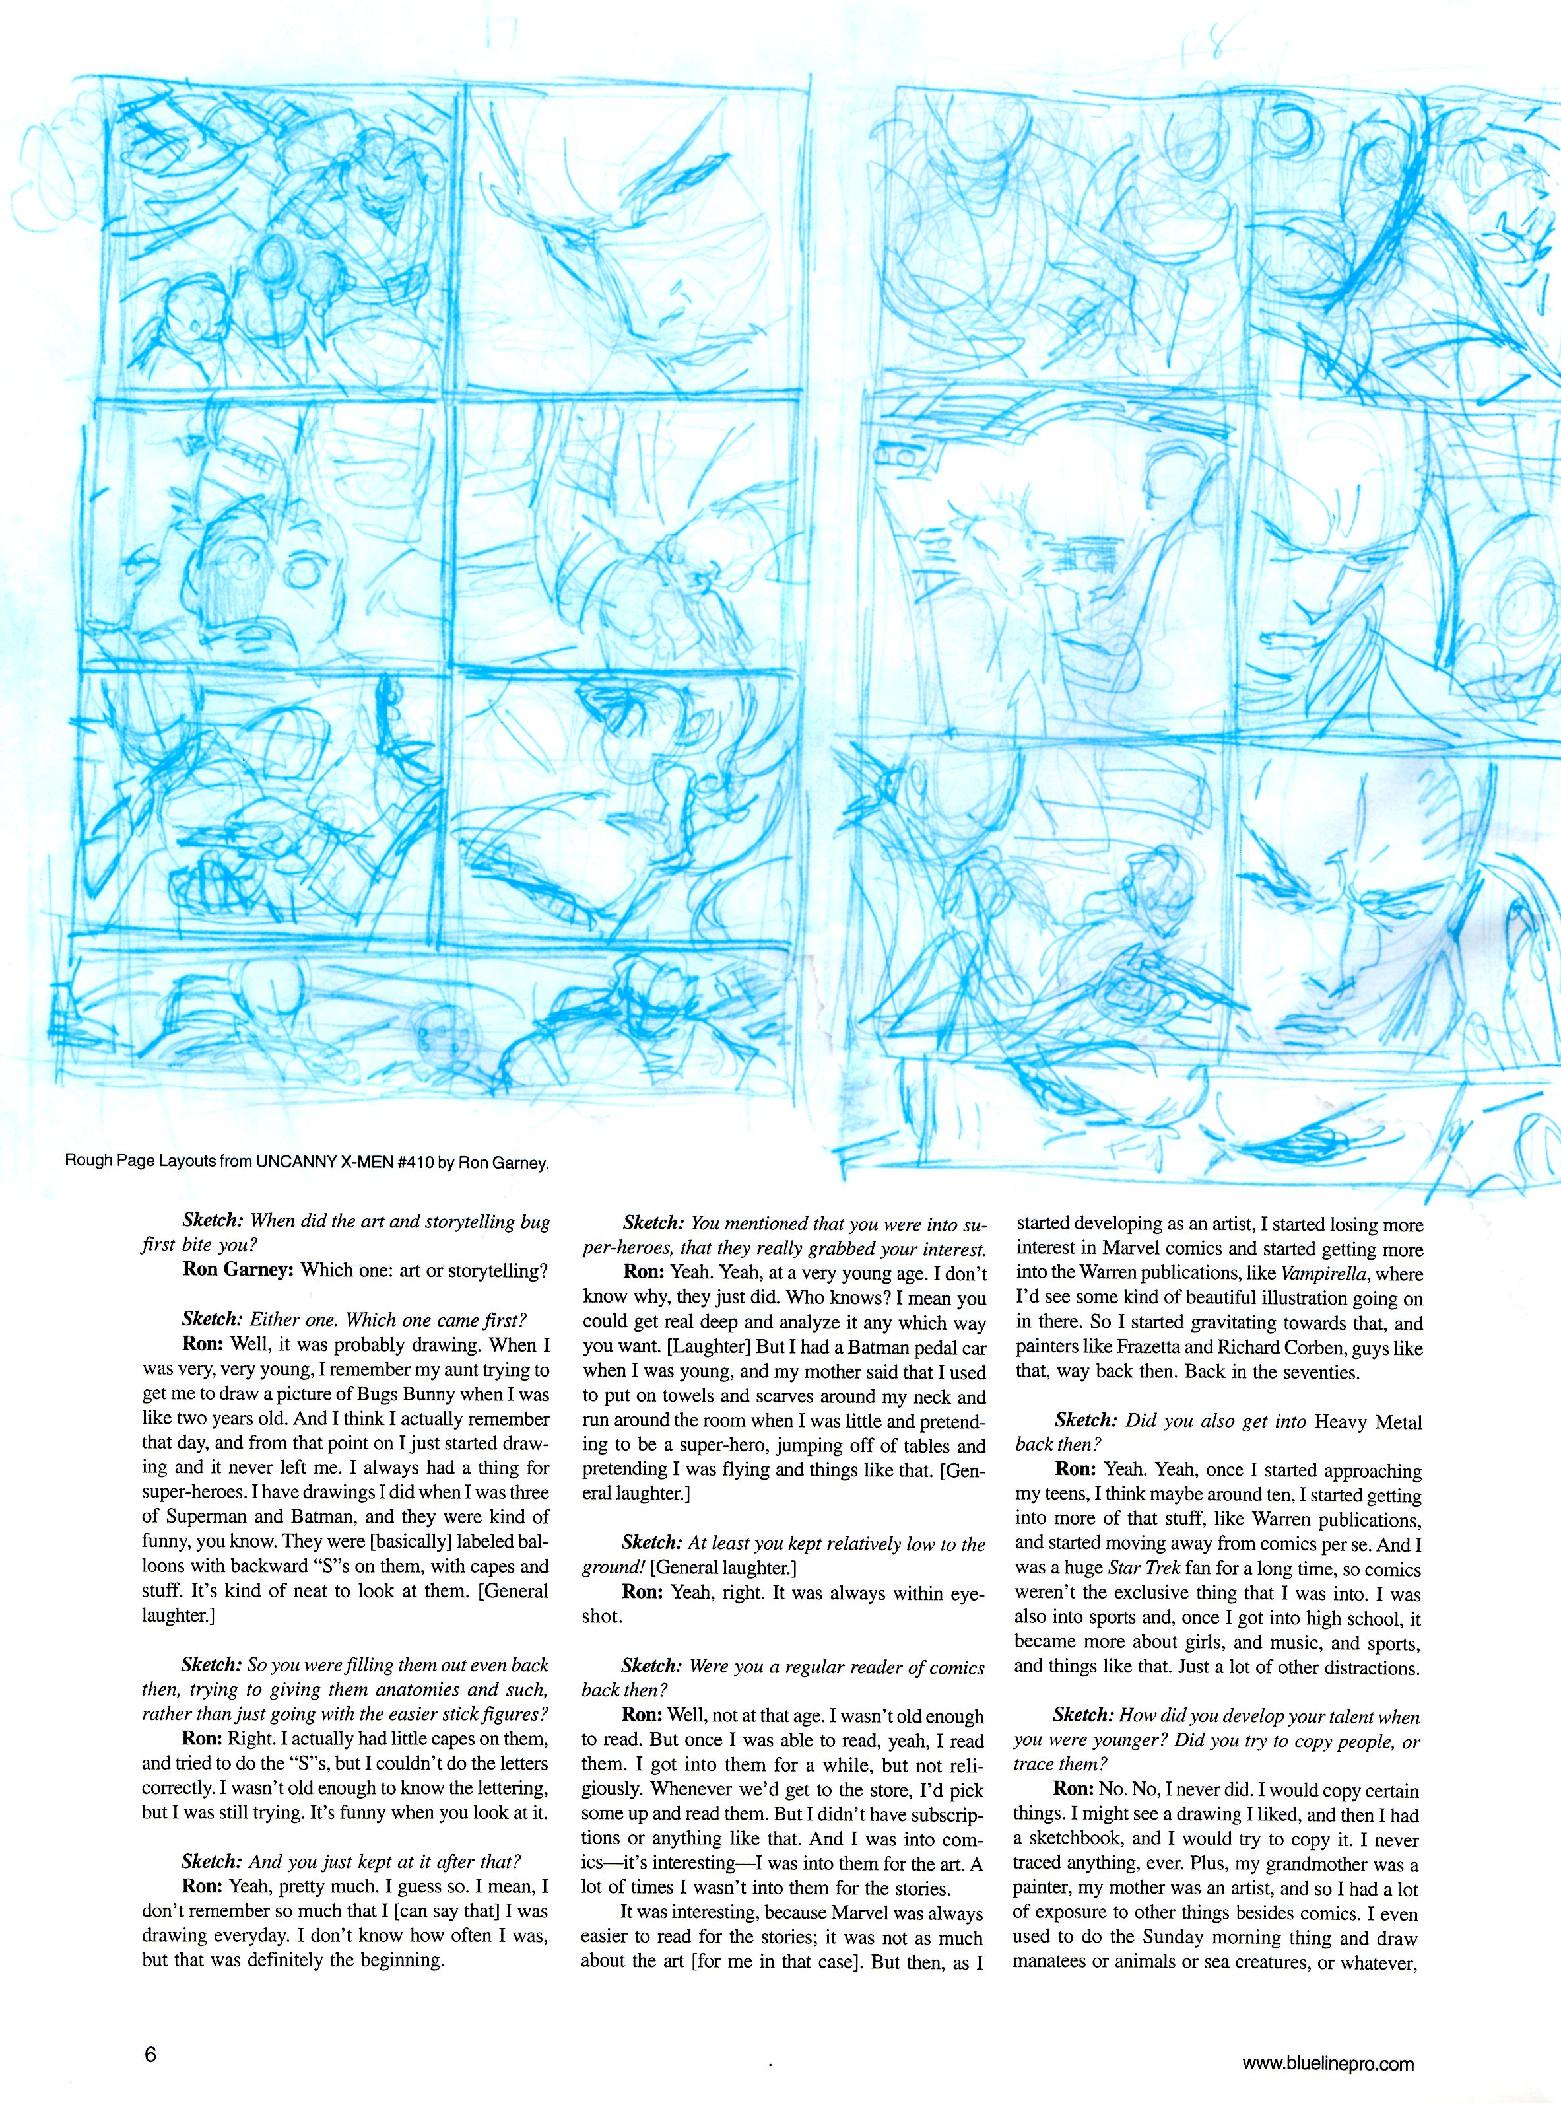 17
Rough Page Layouts from UNCANNY X-MEN #410 by Ron Garney.
Sketch: When did the art and storytelling bug
first bite you?
Ron Garney: Which one: art or storytelling?
Sketch: Either one. Which one came first?
Ron: Well, it was probably drawing. When I
was very, very young, I remember my aunt trying to
get me to draw a picture of Bugs Bunny when I was
like two years old. And I think I actually remember
that day, and from that point on I just started draw-
ing and it never left me. I always had a thing for
super-heroes. I have drawings I did when I was three
of Superman and Batman, and they were kind of
funny, you know. They were [basically] labeled bal-
loons with backward “S”s on them, with capes and
stuff. It's kind of neat to look at them. [General
laughter.]
Sketch: So you were filling them out even back
then, trying to giving them anatomies and such,
rather than just going with the easier stick figures?
Ron: Right. I actually had little capes on them,
and tried to do the “S”s, but I couldn't do the letters
correctly. I wasn't old enough to know the lettering,
but I was still trying. It's funny when you look at it.
Sketch: And you just kept at it after that?
Ron: Yeah, pretty much. I guess so. I mean, I
don't remember so much that I [can say that] I was
drawing everyday. I don't know how often I was,
but that was definitely the beginning.
Sketch: You mentioned that you were into su-
per-heroes, that they really grabbed your interest.
Ron: Yeah. Yeah, at a very young age. I don't
know why, they just did. Who knows? I mean you
could get real deep and analyze it any which way
you want. [Laughter] But I had a Batman pedal car
when I was young, and my mother said that I used
to put on towels and scarves around my neck and
run around the room when I was little and pretend-
ing to be a super-hero, jumping off of tables and
pretending I was flying and things like that. [Gen-
eral laughter.]
Sketch: At least you kept relatively low to the
ground! [General laughter.]
Ron: Yeah, right. It was always within eye-
shot.
Sketch: Were you a regular reader of comics
back then?
Ron: Well, not at that age. I wasn't old enough
to read. But once I was able to read, yeah, I read
them. I got into them for a while, but not reli-
giously. Whenever we'd get to the store, I'd pick
some up and read them. But I didn't have subscrip-
tions or anything like that. And I was into com-
ics—it's interesting—I was into them for the art. A
lot of times I wasn't into them for the stories.
It was interesting, because Marvel was always
easier to read for the stories; it was not as much
about the art [for me in that case]. But then, as I
started developing as an artist, I started losing more
interest in Marvel comics and started getting more
into the Warren publications, like Vampirella, where
I'd see some kind of beautiful illustration going on
in there. So I started gravitating towards that, and
painters like Frazetta and Richard Corben, guys like
that, way back then. Back in the seventies.
Sketch: Did you also get into Heavy Metal
back then?
Ron: Yeah. Yeah, once I started approaching
my teens, I think maybe around ten, I started getting
into more of that stuff, like Warren publications,
and started moving away from comics per se. And I
was a huge Star Trek fan for a long time, so comics
weren't the exclusive thing that I was into. I was
also into sports and, once I got into high school, it
became more about girls, and music, and sports,
and things like that. Just a lot of other distractions.
Sketch: How did you develop your talent when
you were younger? Did you try to copy people, or
trace them?
Ron: No. No, I never did. I would copy certain
things. I might see a drawing I liked, and then I had
a sketchbook, and I would try to copy it. I never
traced anything, ever. Plus, my grandmother was a
painter, my mother was an artist, and so I had a lot
of exposure to other things besides comics. I even
used to do the Sunday morning thing and draw
manatees or animals or sea creatures, or whatever,
6
www.bluelinepro.com